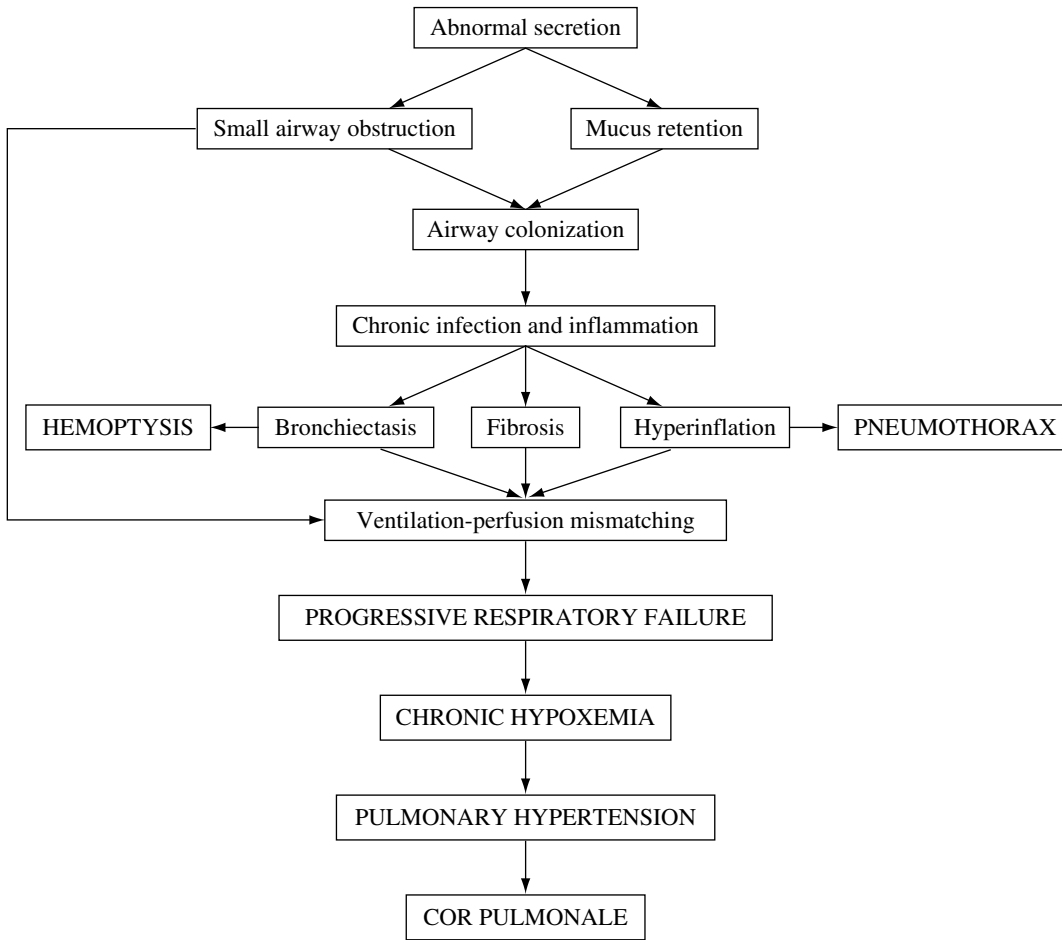 Abnormal secretion
Small airway obstruction
Mucus retention
Airway colonization
Chronic infection and inflammation
HEMOPTYSIS
Bronchiectasis
Fibrosis
Hyperinflation
PNEUMOTHORAX
Ventilation-perfusion mismatching
PROGRESSIVE RESPIRATORY FAILURE
CHRONIC HYPOXEMIA
PULMONARY HYPERTENSION
COR PULMONALE